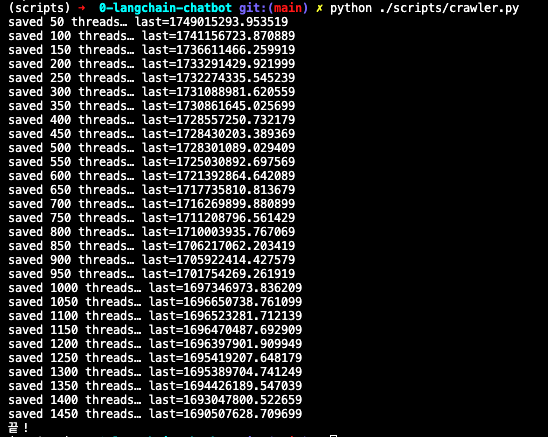 (scripts) ➜  0-langchain-chatbot git:(main) ✗ python ./scripts/crawler.py
saved 50 threads… last=1749015293.953519
saved 100 threads… last=1741156723.870889
saved 150 threads… last=1736611466.259919
saved 200 threads… last=1733291429.921999
saved 250 threads… last=1732274335.545239
saved 300 threads… last=1731088981.620559
saved 350 threads… last=1730861645.025699
saved 400 threads… last=1728557250.732179
saved 450 threads… last=1728430203.389369
saved 500 threads… last=1728301089.029409
saved 550 threads… last=1725030892.697569
saved 600 threads… last=1721392864.642089
saved 650 threads… last=1717735810.813679
saved 700 threads… last=1716269899.880899
saved 750 threads… last=1711208796.561429
saved 800 threads… last=1710003935.767069
saved 850 threads… last=1706217062.203419
saved 900 threads… last=1705922414.427579
saved 950 threads… last=1701754269.261919
saved 1000 threads… last=1697346973.836209
saved 1050 threads… last=1696650738.761099
saved 1100 threads… last=1696523281.712139
saved 1150 threads… last=1696470487.692909
saved 1200 threads… last=1696397901.909949
saved 1250 threads… last=1695419207.648179
saved 1300 threads… last=1695389704.741249
saved 1350 threads… last=1694426189.547039
saved 1400 threads… last=1693047800.522659
saved 1450 threads… last=1690507628.709699
끝!